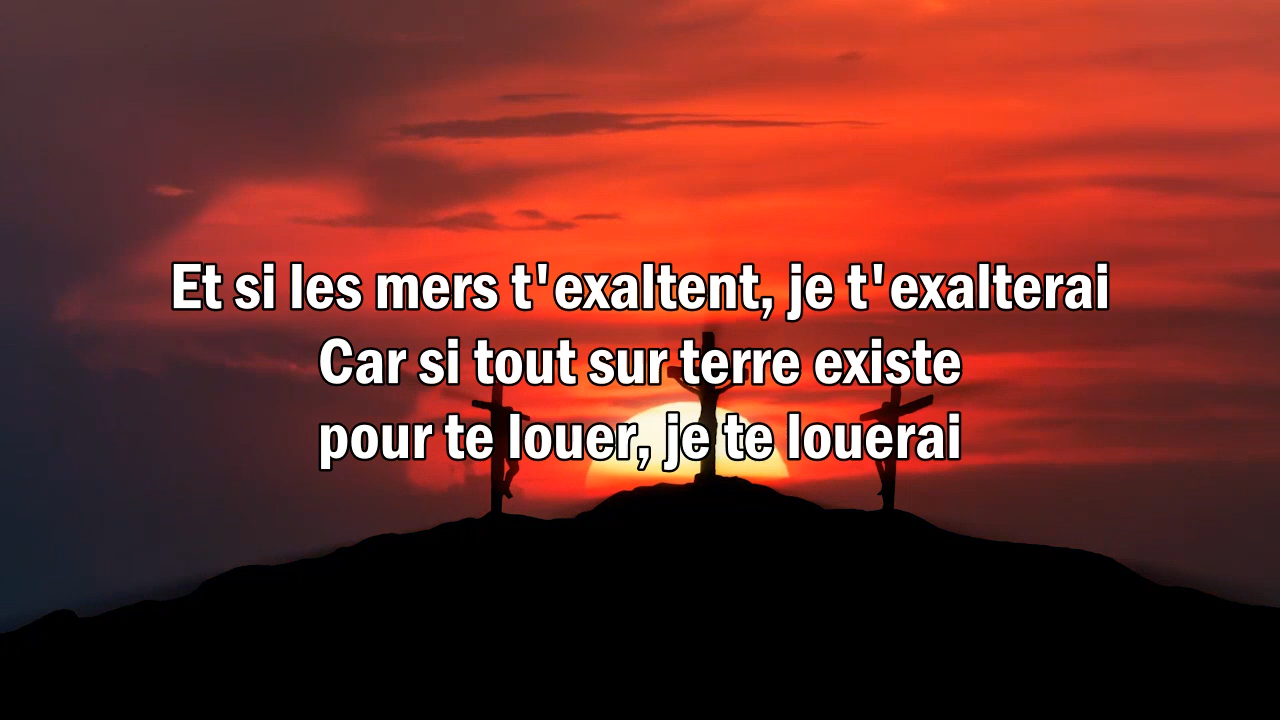 Et si les mers t'exaltent, je t'exalterai
Car si tout sur terre existe
pour te louer, je te louerai